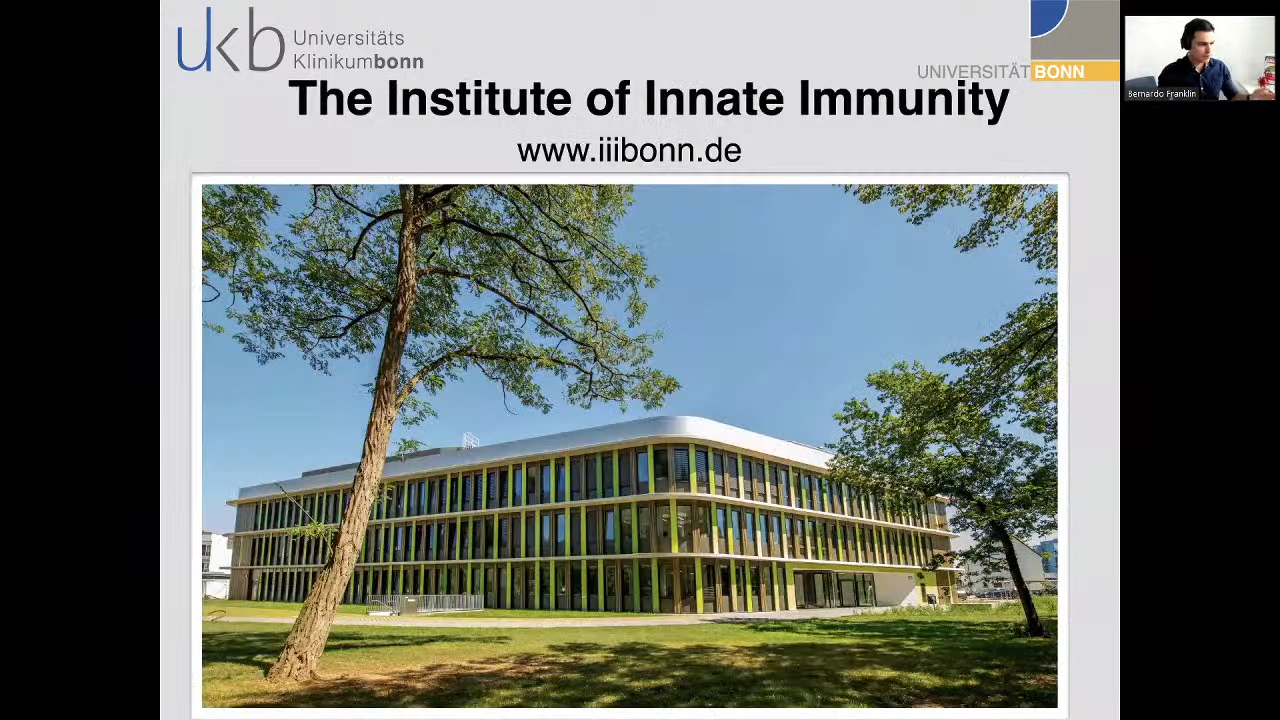 ukb Universitäts
Klinikumbonn
UNIVERSITÄT BONN
Bernardo Franklin
The Institute of Innate Immunity
www.iiibonn.de